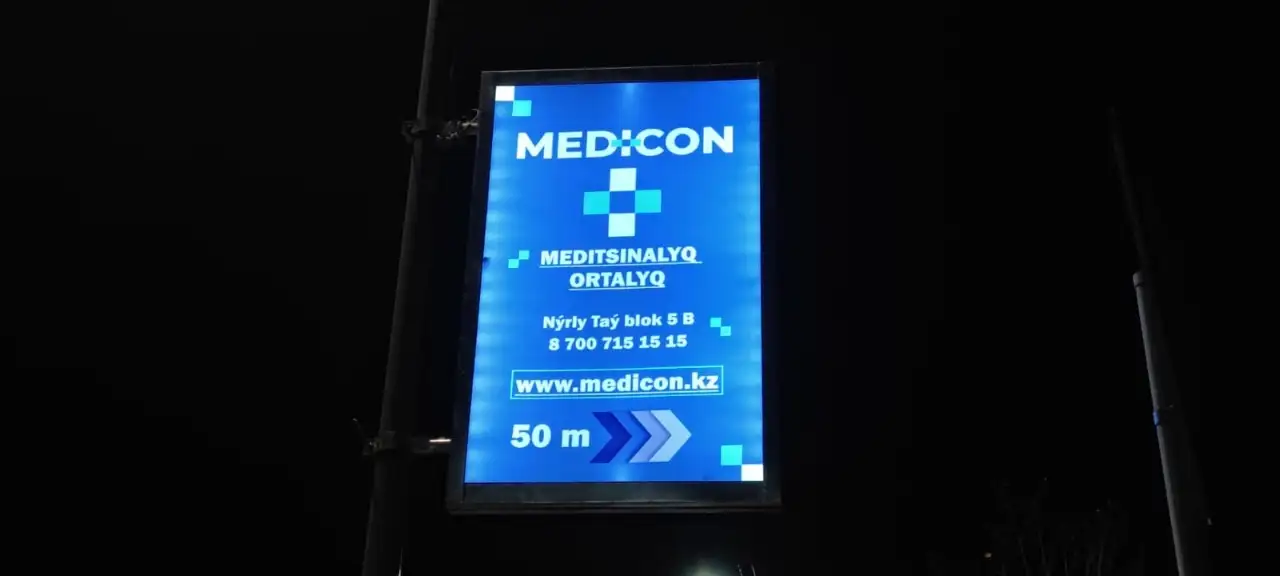 MEDICON
MEDITSINALYQ
ORTALYQ
Nýrly Taý blok 5 B
8 700 715 15 15
www.medicon.kz
50 m